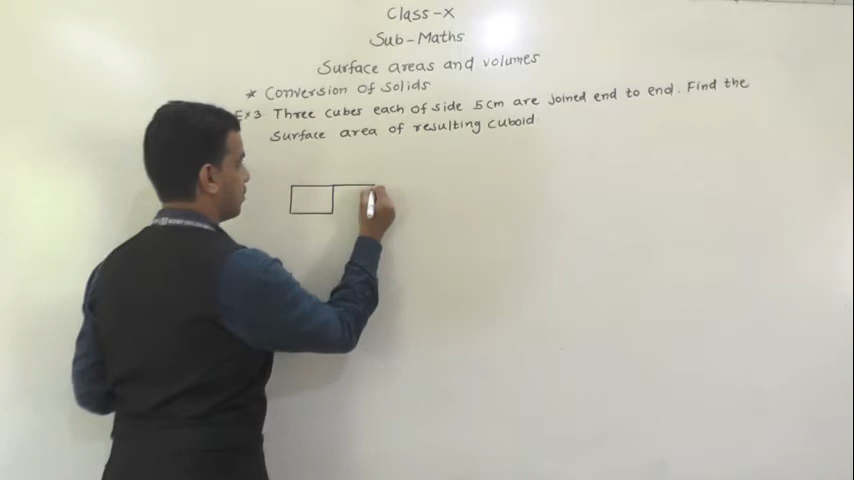 Class-X
Sub-Maths
Surface areas and volumes
* Conversion of Solids
Ex3 Three cubes each of side 5cm are joined end to end. Find the
Surface area of resulting cuboid.